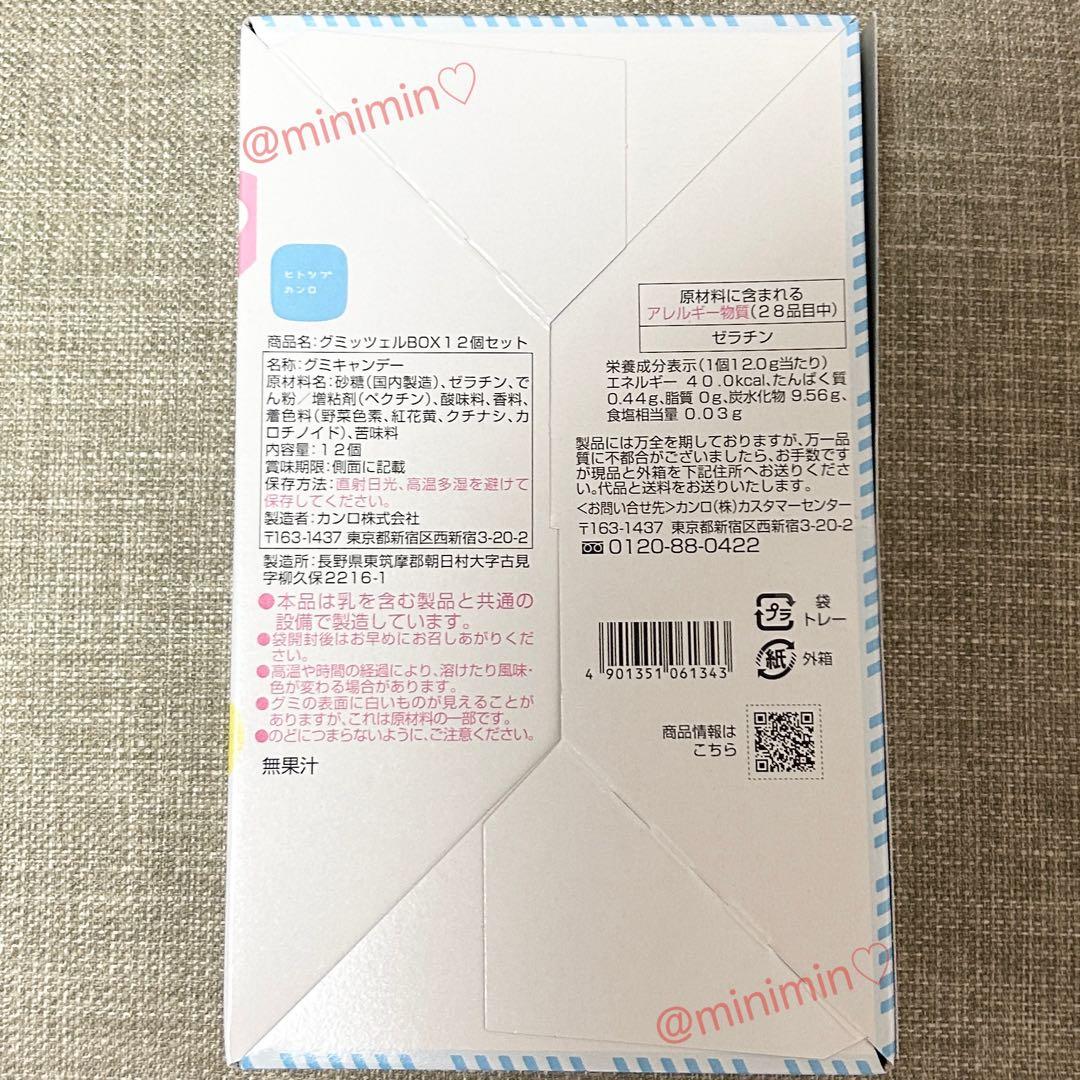 @minimin♡
ヒトツブ
カンロ
商品名:グミッツェルBOX12個セット
名称:グミキャンデー
原材料名:砂糖(国内製造)、ゼラチン、で
ん粉/増粘剤(ペクチン)、酸味料、香料、
着色料(野菜色素、紅花黄、クチナシ、カ
ロチノイド)、苦味料
内容量:12個
賞味期限:側面に記載
保存方法:直射日光、高温多湿を避けて
保存してください。
製造者:カンロ株式会社
〒163-1437 東京都新宿区西新宿3-20-2
製造所:長野県東筑摩郡朝日村大字古見
字柳久保2216-1
●本品は乳を含む製品と共通の
設備で製造しています。
●袋開封後はお早めにお召しあがりくだ
さい。
●高温や時間の経過により、溶けたり風味・
色が変わる場合があります。
●グミの表面に白いものが見えることが
ありますが、これは原材料の一部です。
●のどにつまらないように、ご注意ください。
無果汁
原材料に含まれる
アレルギー物質(28品目中)
ゼラチン
栄養成分表示(1個12.0g当たり)
エネルギー 40.0kcal、たんぱく質
0.44g、脂質 0g、炭水化物 9.56g、
食塩相当量 0.03g
製品には万全を期しておりますが、万一品
質に不都合がございましたら、お手数です
が現品と外箱を下記住所へお送りくださ
い。代品と送料をお送りいたします。
<お問い合せ先>カンロ(株)カスタマーセンター
〒163-1437 東京都新宿区西新宿3-20-2
0120-88-0422
プラ
袋
トレー
紙
外箱
4 901351 061343
商品情報は
こちら
@minimin♡